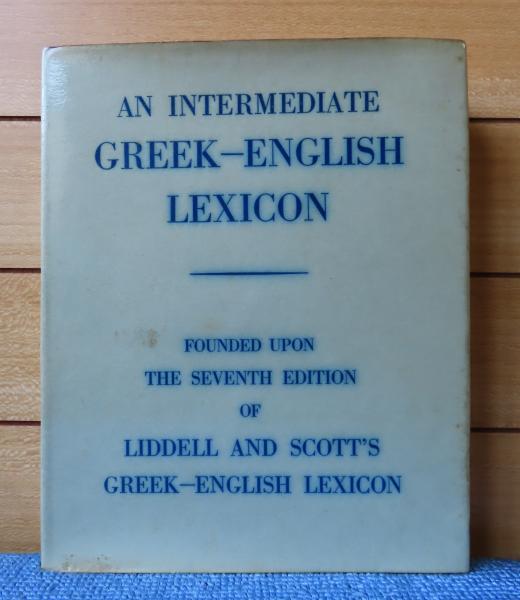 AN INTERMEDIATE
GREEK–ENGLISH
LEXICON
FOUNDED UPON
THE SEVENTH EDITION
OF
LIDDELL AND SCOTT'S
GREEK–ENGLISH LEXICON